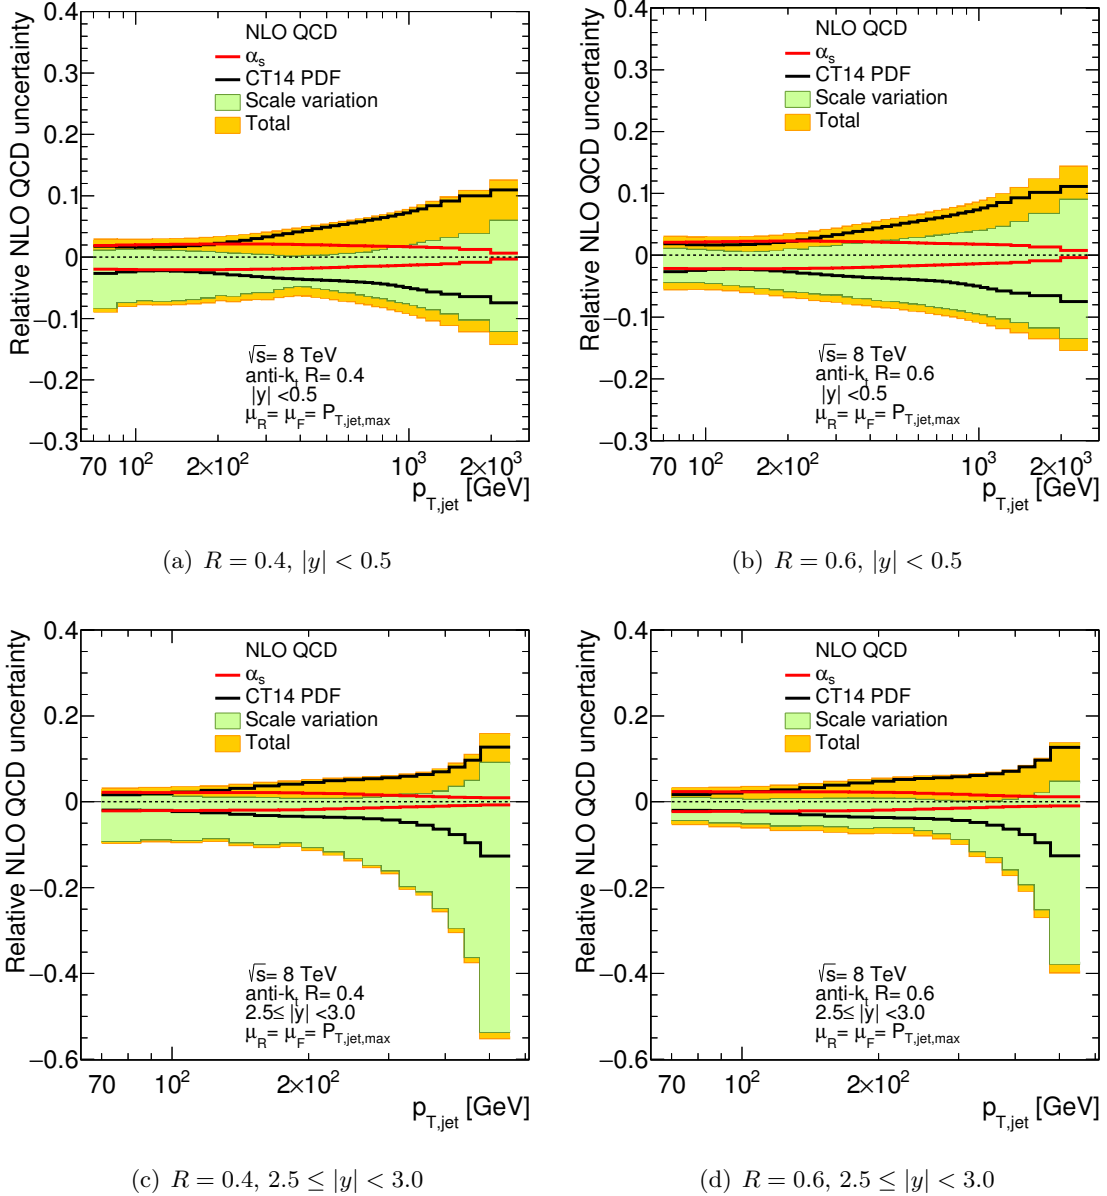 Relative NLO QCD uncertainty
0.4
0.3
0.2
0.1
0
−0.1
−0.2
−0.3
NLO QCD
αs
CT14 PDF
Scale variation
Total
√s= 8 TeV
anti-kt R= 0.4
|y| <0.5
μR= μF= PT,jet,max
70 10² 2×10² 10³ 2×10³
pT,jet [GeV]
(a) R = 0.4, |y| < 0.5
Relative NLO QCD uncertainty
0.4
0.3
0.2
0.1
0
−0.1
−0.2
−0.3
NLO QCD
αs
CT14 PDF
Scale variation
Total
√s= 8 TeV
anti-kt R= 0.6
|y| <0.5
μR= μF= PT,jet,max
70 10² 2×10² 10³ 2×10³
pT,jet [GeV]
(b) R = 0.6, |y| < 0.5
Relative NLO QCD uncertainty
0.4
0.2
0
−0.2
−0.4
−0.6
NLO QCD
αs
CT14 PDF
Scale variation
Total
√s= 8 TeV
anti-kt R= 0.4
2.5≤ |y| <3.0
μR= μF= PT,jet,max
70 10² 2×10²
pT,jet [GeV]
(c) R = 0.4, 2.5 ≤ |y| < 3.0
Relative NLO QCD uncertainty
0.4
0.2
0
−0.2
−0.4
−0.6
NLO QCD
αs
CT14 PDF
Scale variation
Total
√s= 8 TeV
anti-kt R= 0.6
2.5≤ |y| <3.0
μR= μF= PT,jet,max
70 10² 2×10²
pT,jet [GeV]
(d) R = 0.6, 2.5 ≤ |y| < 3.0